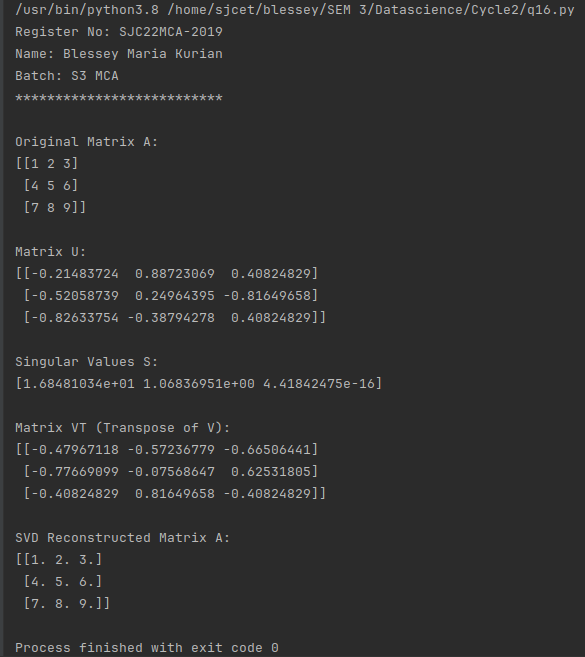 /usr/bin/python3.8 /home/sjcet/blessey/SEM 3/Datascience/Cycle2/q16.py
Register No: SJC22MCA-2019
Name: Blessey Maria Kurian
Batch: S3 MCA
**************************
Original Matrix A:
[[1 2 3]
 [4 5 6]
 [7 8 9]]
Matrix U:
[[-0.21483724  0.88723069  0.40824829]
 [-0.52058739  0.24964395 -0.81649658]
 [-0.82633754 -0.38794278  0.40824829]]
Singular Values S:
[1.68481034e+01 1.06836951e+00 4.41842475e-16]
Matrix VT (Transpose of V):
[[-0.47967118 -0.57236779 -0.66506441]
 [-0.77669099 -0.07568647  0.62531805]
 [-0.40824829  0.81649658 -0.40824829]]
SVD Reconstructed Matrix A:
[[1. 2. 3.]
 [4. 5. 6.]
 [7. 8. 9.]]
Process finished with exit code 0